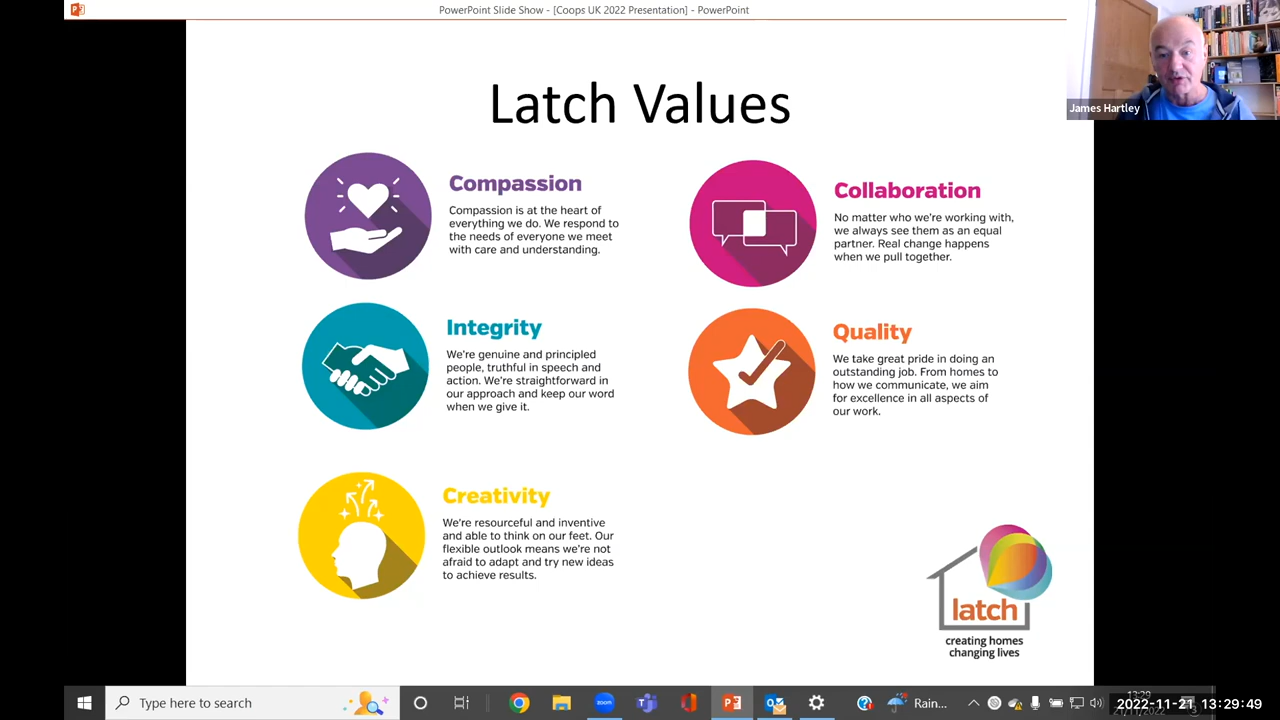 PowerPoint Slide Show - [Coops UK 2022 Presentation] - PowerPoint
James Hartley
Latch Values
Compassion
Compassion is at the heart of
everything we do. We respond to
the needs of everyone we meet
with care and understanding.
Collaboration
No matter who we're working with,
we always see them as an equal
partner. Real change happens
when we pull together.
Integrity
We're genuine and principled
people, truthful in speech and
action. We're straightforward in
our approach and keep our word
when we give it.
Quality
We take great pride in doing an
outstanding job. From homes to
how we communicate, we aim
for excellence in all aspects of
our work.
Creativity
We're resourceful and inventive
and able to think on our feet. Our
flexible outlook means we're not
afraid to adapt and try new ideas
to achieve results.
latch
creating homes
changing lives
Type here to search
zoom
Rain...
13:29
21/11/2022
2022-11-21 13:29:49